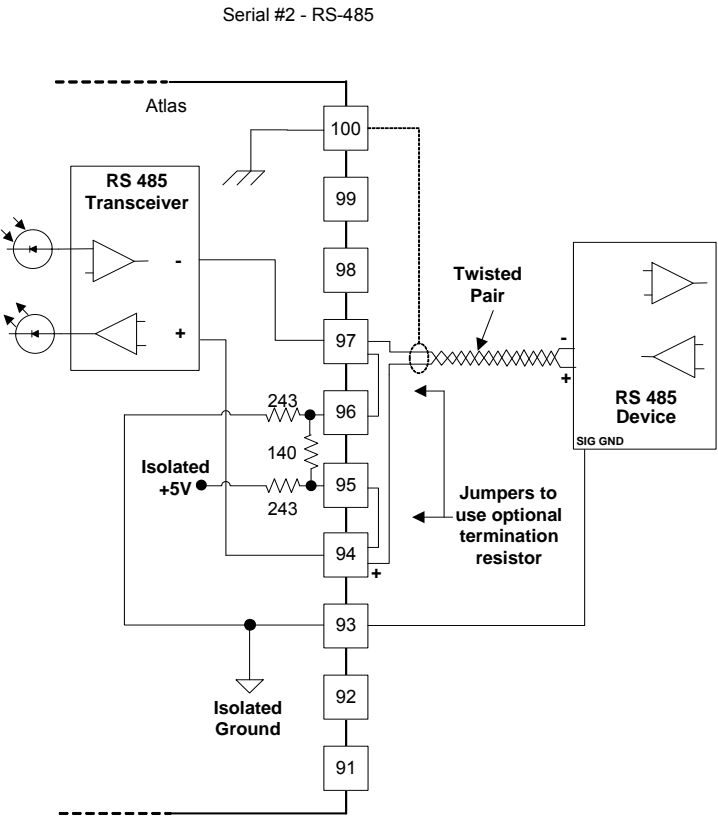 Serial #2 - RS-485
Atlas
100
RS 485
Transceiver
99
98
Twisted
Pair
-
-
97
+
+
RS 485
Device
243
96
SIG GND
140
Isolated
+5V
95
243
Jumpers to
use optional
termination
resistor
94
+
93
Isolated
Ground
92
91